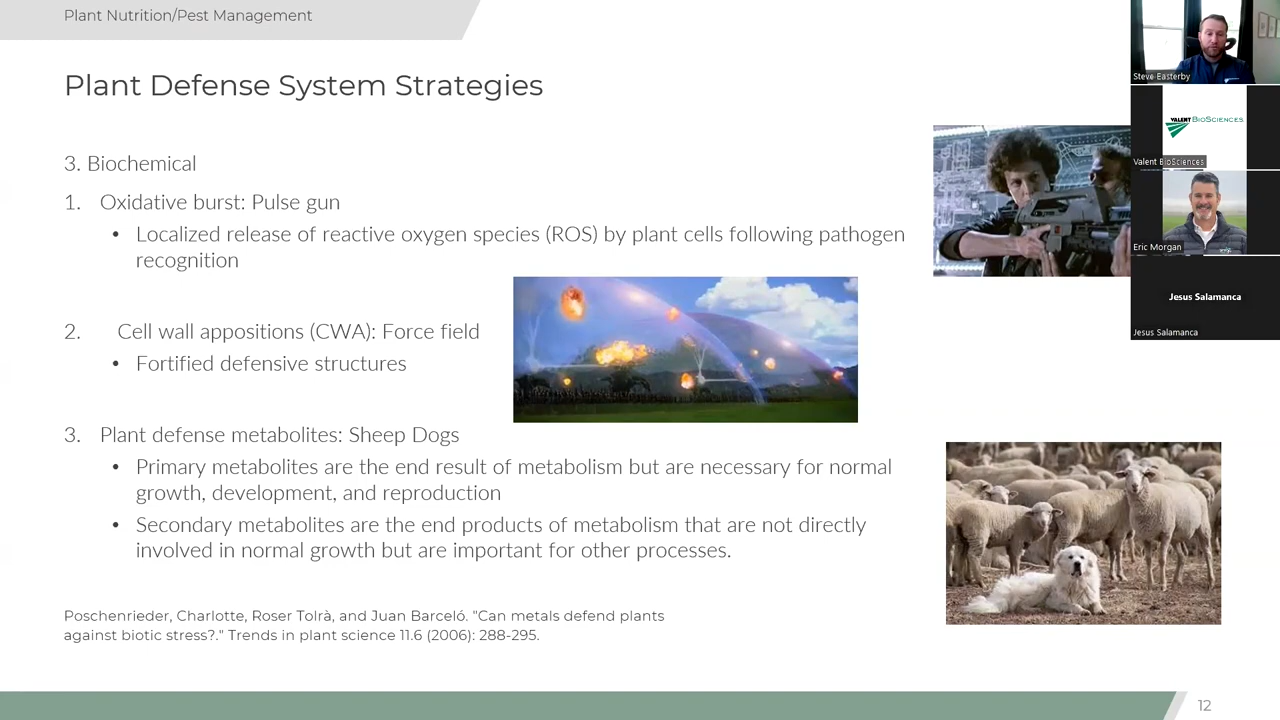 Plant Nutrition/Pest Management
Plant Defense System Strategies
3. Biochemical
1. Oxidative burst: Pulse gun
• Localized release of reactive oxygen species (ROS) by plant cells following pathogen
recognition
2. Cell wall appositions (CWA): Force field
• Fortified defensive structures
3. Plant defense metabolites: Sheep Dogs
• Primary metabolites are the end result of metabolism but are necessary for normal
growth, development, and reproduction
• Secondary metabolites are the end products of metabolism that are not directly
involved in normal growth but are important for other processes.
Poschenrieder, Charlotte, Roser Tolrà, and Juan Barceló. "Can metals defend plants
against biotic stress?." Trends in plant science 11.6 (2006): 288-295.
12
Steve Easterby
VALENT BIOSCIENCES
Valent BioSciences
Eric Morgan
Jesus Salamanca
Jesus Salamanca